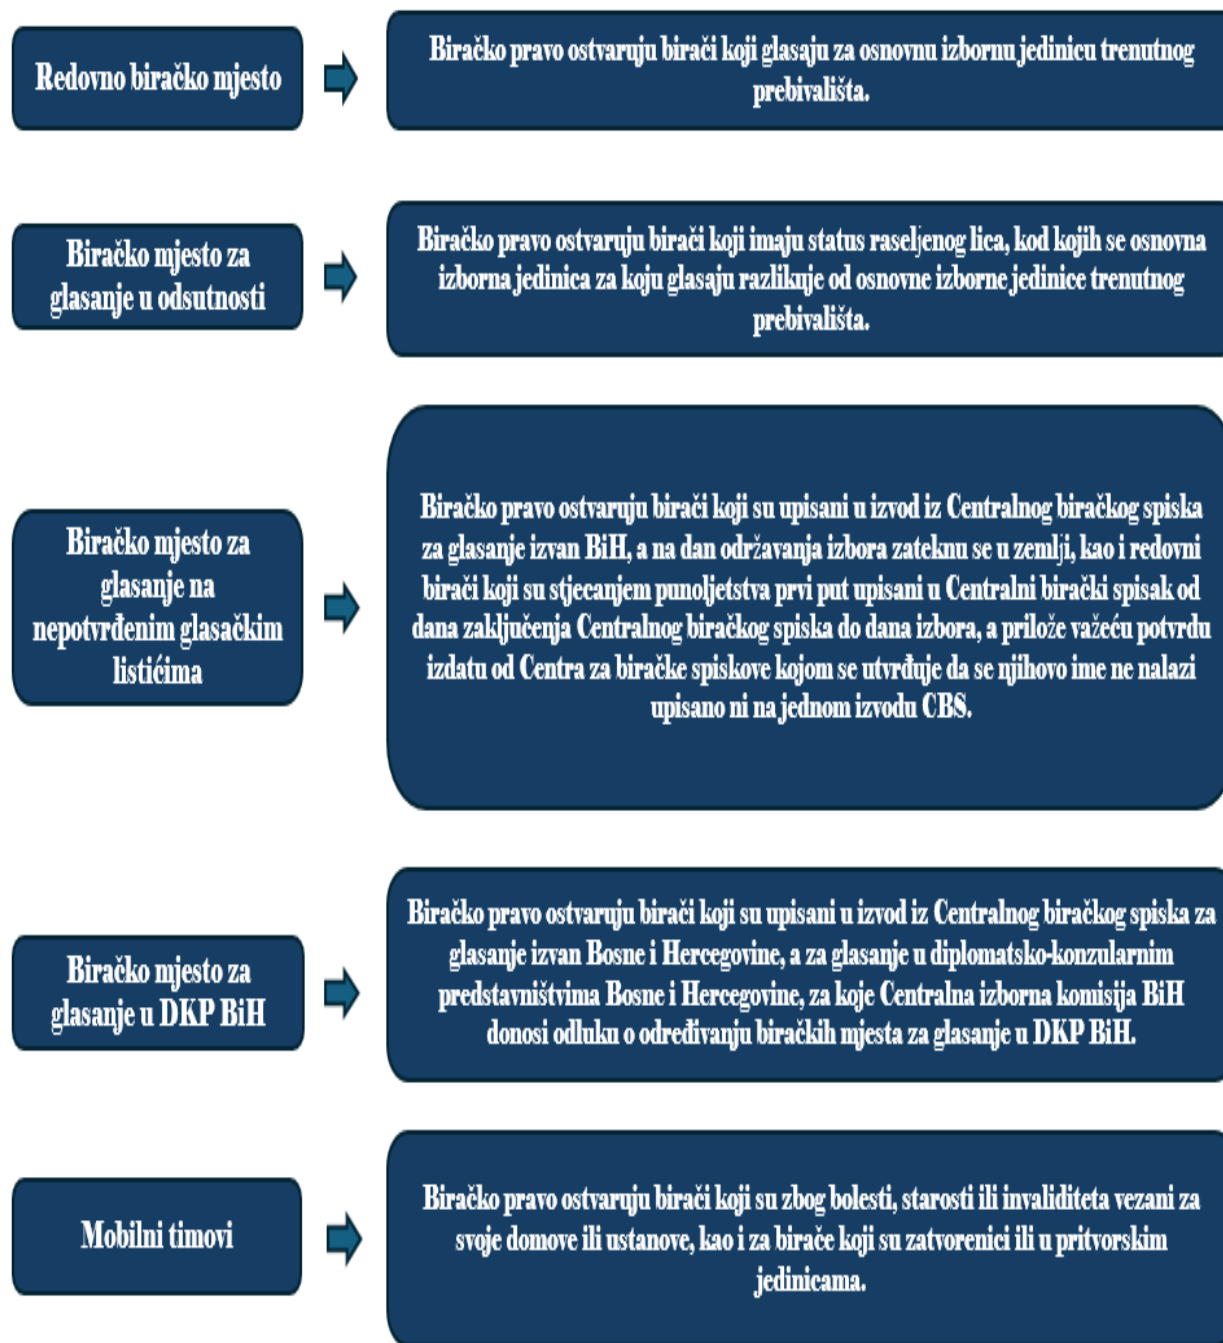 Redovno biračko mjesto
Biračko pravo ostvaruju birači koji glasaju za osnovnu izbornu jedinicu trenutnog
prebivališta.
Biračko mjesto za
glasanje u odsutnosti
Biračko pravo ostvaruju birači koji imaju status raseljenog lica, kod kojih se osnovna
izborna jedinica za koju glasaju razliknje od osnovne izborne jedinice trenutnog
prebivališta.
Biračko mjesto za
glasanje na
nepotvrđenim glasačkim
listićima
Biračko pravo ostvaruju birači koji su upisani u izvod iz Centralnog biračkog spiska
za glasanje izvan BiH, a na dan održavanja izbora zateknu se u zemlji, kao i redovni
birači koji su stjecanjem punoljetstva prvi put upisani u Centralni birački spisak od
dana zaključenja Centralnog biračkog spiska do dana izbora, a prilože važeću potvrdu
izdatu od Centra za biračke spiskove kojom se utvrđuje da se njihovo ime ne nalazi
upisano ni na jednom izvodu CBS.
Biračko mjesto za
glasanje u DKP BiH
Biračko pravo ostvaruju birači koji su upisani u izvod iz Centralnog biračkog spiska za
glasanje izvan Bosne i Hercegovine, a za glasanje u diplomatsko-konzularnim
predstavništvima Bosne i Hercegovine, za koje Centralna izborna komisija BiH
donosi odluku o određivanju biračkih mjesta za glasanje u DKP BiH.
Mobilni timovi
Biračko pravo ostvaruju birači koji su zbog bolesti, starosti ili invaliditeta vezani za
svoje domove ili ustanove, kao i za birače koji su zatvorenici ili u pritvorskim
jedinicama.